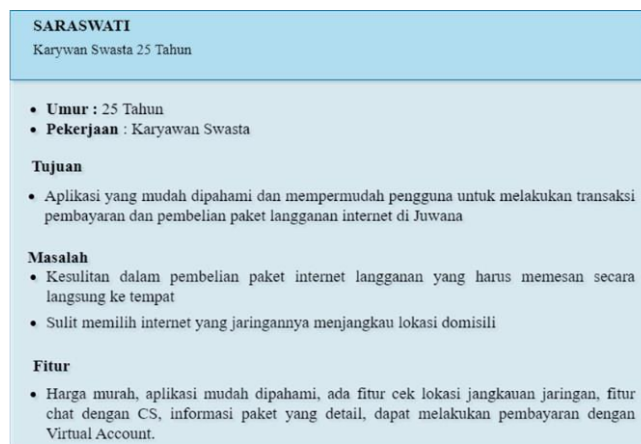 SARASWATI
Karywan Swasta 25 Tahun
• Umur : 25 Tahun
• Pekerjaan : Karyawan Swasta
Tujuan
• Aplikasi yang mudah dipahami dan mempermudah pengguna untuk melakukan transaksi
pembayaran dan pembelian paket langganan internet di Juwana
Masalah
• Kesulitan dalam pembelian paket internet langganan yang harus memesan secara
langsung ke tempat
• Sulit memilih internet yang jaringannya menjangkau lokasi domisili
Fitur
• Harga murah, aplikasi mudah dipahami, ada fitur cek lokasi jangkauan jaringan, fitur
chat dengan CS, informasi paket yang detail, dapat melakukan pembayaran dengan
Virtual Account.